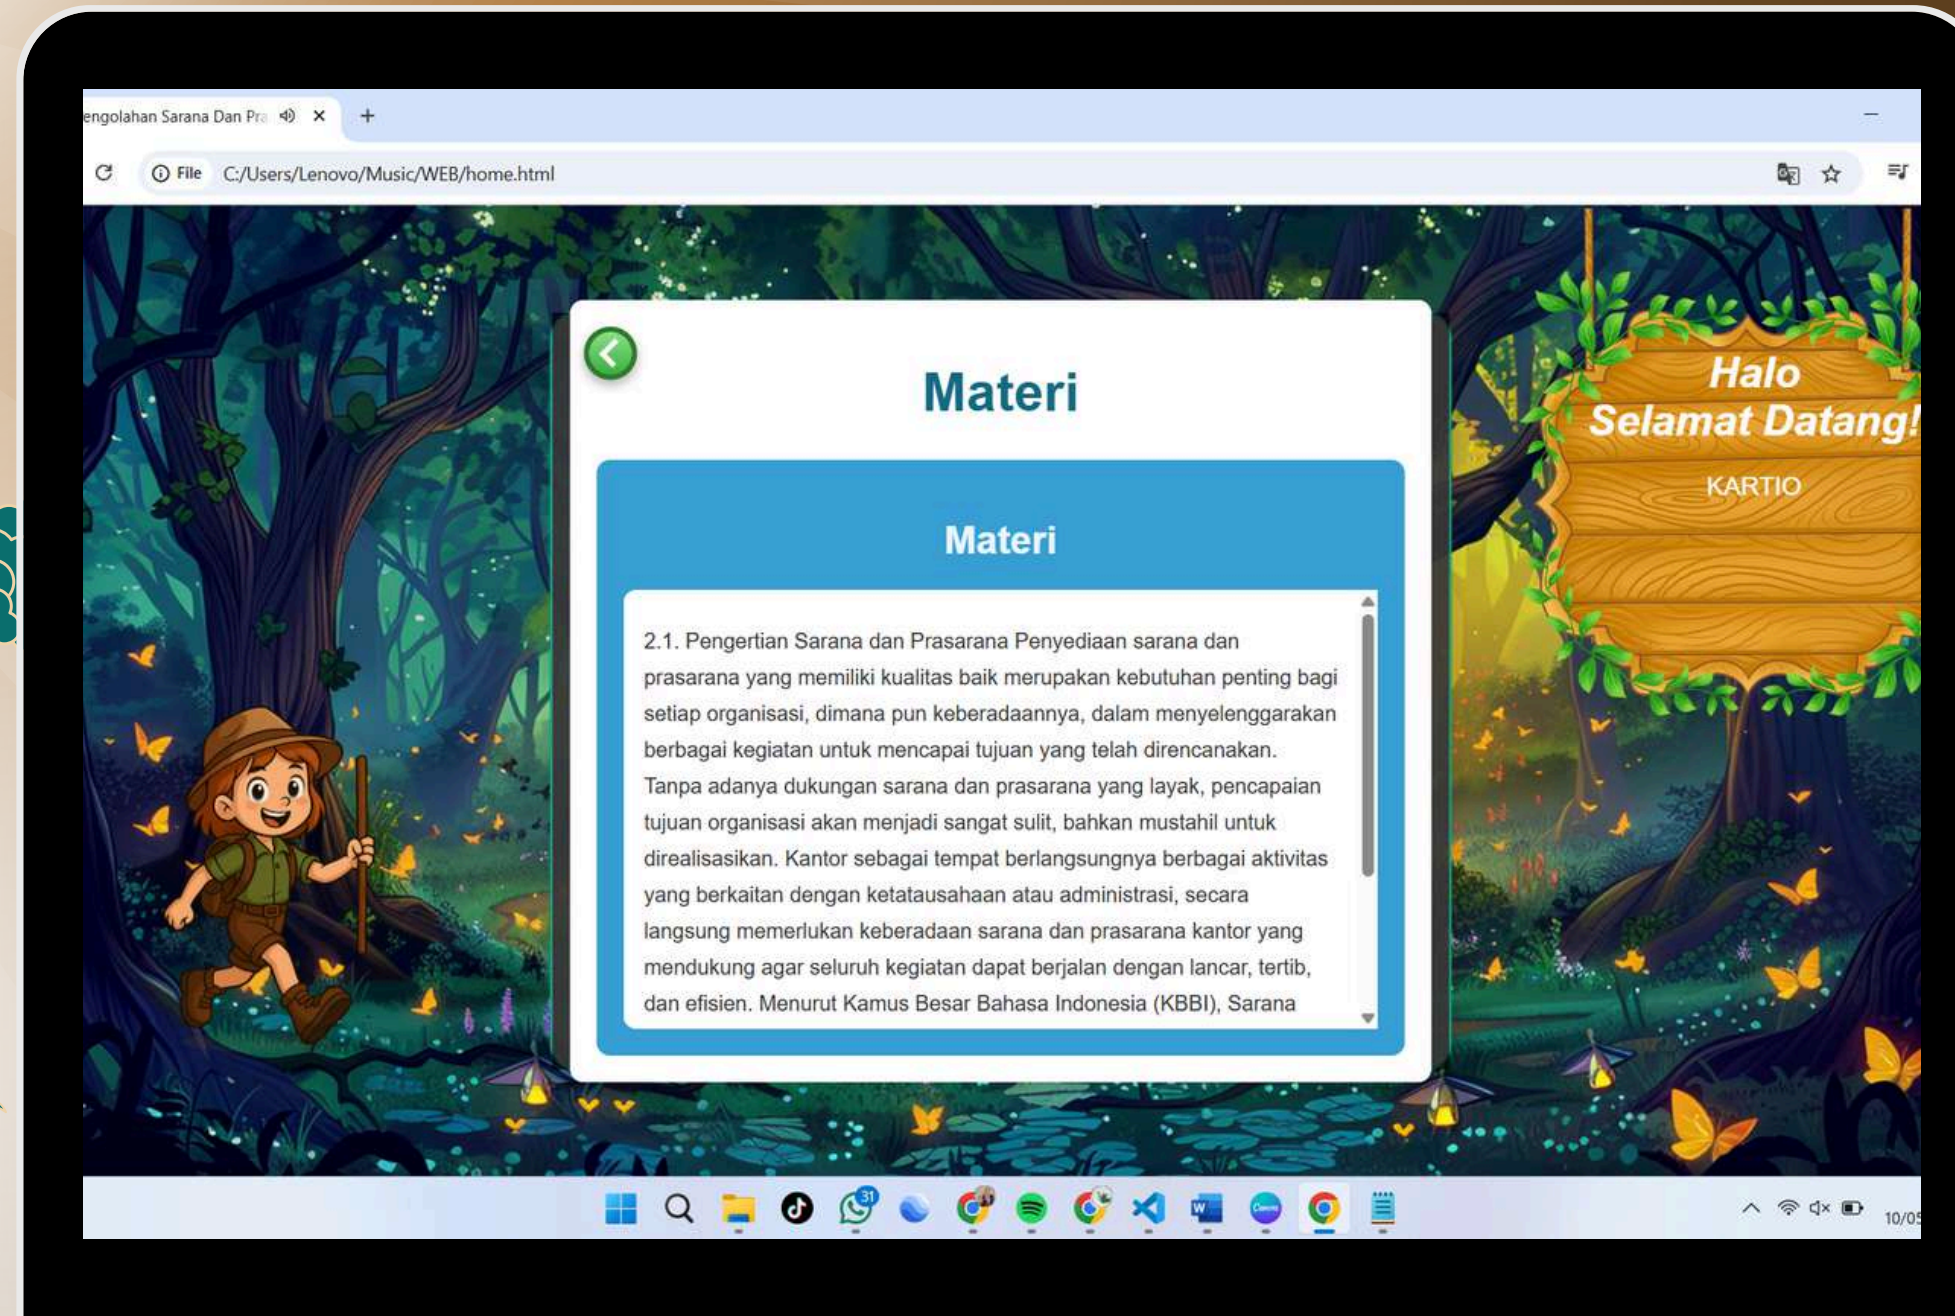 engolahan Sarana Dan Pra
File C:/Users/Lenovo/Music/WEB/home.html
Materi
Materi
2.1. Pengertian Sarana dan Prasarana Penyediaan sarana dan
prasarana yang memiliki kualitas baik merupakan kebutuhan penting bagi
setiap organisasi, dimana pun keberadaannya, dalam menyelenggarakan
berbagai kegiatan untuk mencapai tujuan yang telah direncanakan.
Tanpa adanya dukungan sarana dan prasarana yang layak, pencapaian
tujuan organisasi akan menjadi sangat sulit, bahkan mustahil untuk
direalisasikan. Kantor sebagai tempat berlangsungnya berbagai aktivitas
yang berkaitan dengan ketatausahaan atau administrasi, secara
langsung memerlukan keberadaan sarana dan prasarana kantor yang
mendukung agar seluruh kegiatan dapat berjalan dengan lancar, tertib,
dan efisien. Menurut Kamus Besar Bahasa Indonesia (KBBI), Sarana
Halo
Selamat Datang!
KARTIO
31
W
Canva
10/05